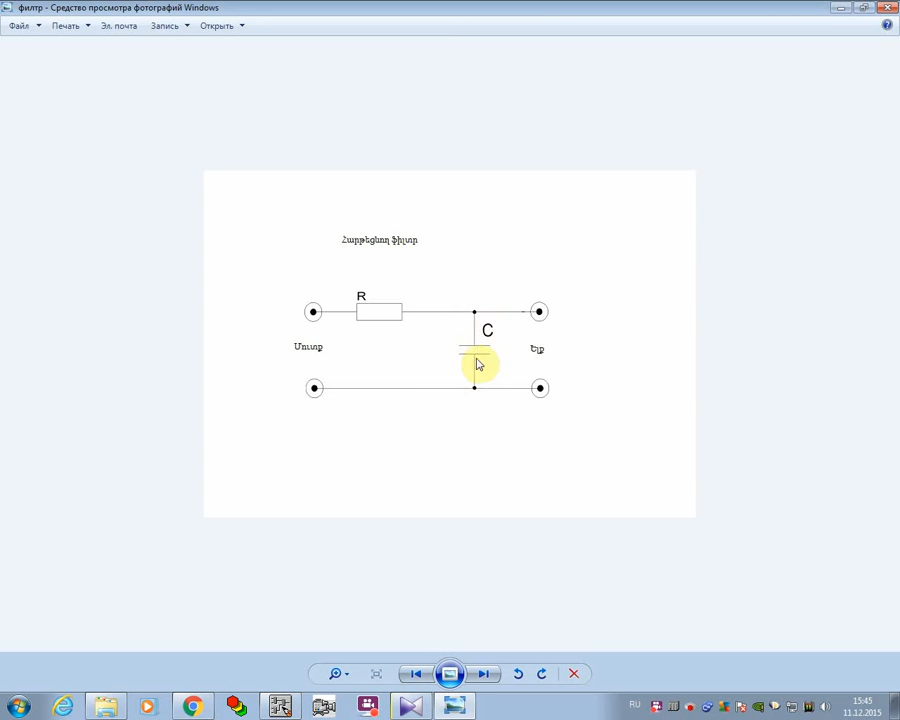 филтр - Средство просмотра фотографий Windows
Файл Печать Эл. почта Запись Открыть
Հարթեցնող ֆիլտր
R
C
Մուտք
Ելք
RU
15:45
11.12.2015